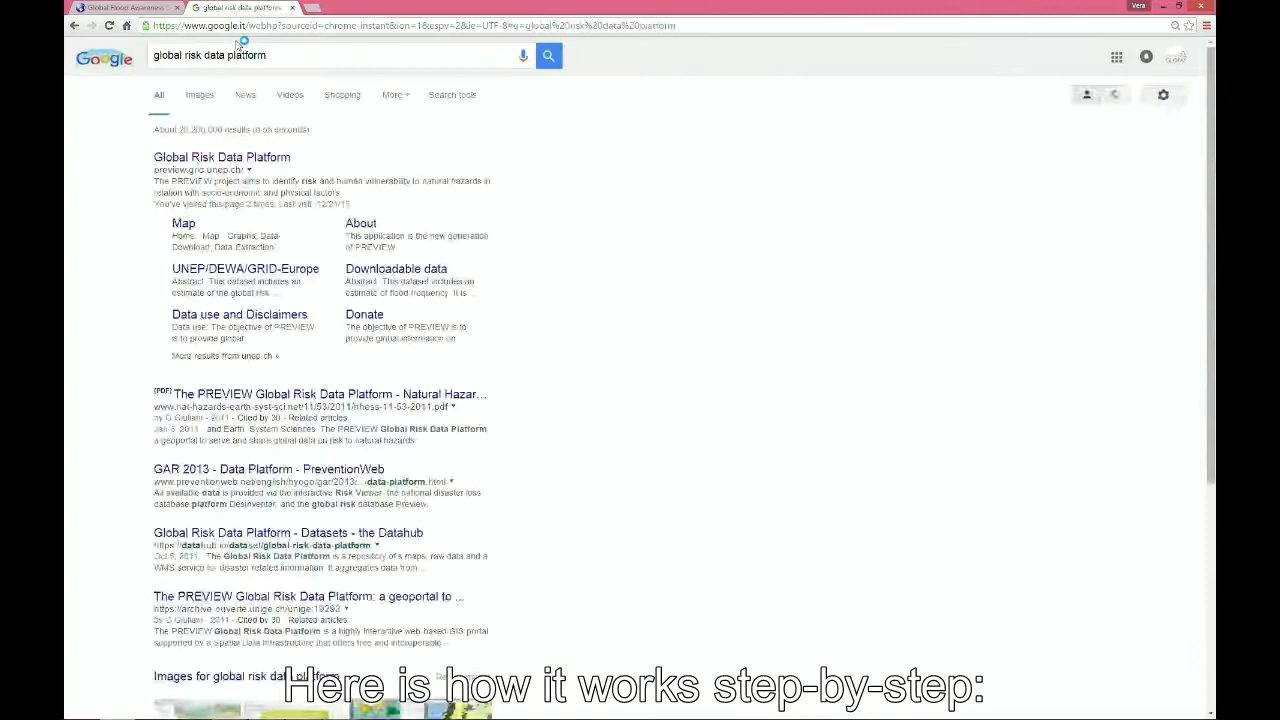 Global Flood Awareness S
global risk data platform
Vera
https://www.google.it/webhp?sourceid=chrome-instant&ion=1&espv=2&ie=UTF-8#q=global%20risk%20data%20platform
Google
global risk data platform
All Images News Videos Shopping More Search tools
About 20,200,000 results (0.55 seconds)
Global Risk Data Platform
preview.grid.unep.ch/
The PREVIEW project aims to identify risk and human vulnerability to natural hazards in
relation with socio-economic and physical factors
You've visited this page 2 times. Last visit: 12/21/15
Map
Home · Map · Graphs; Data-
Download; Data-Extraction
About
This application is the new generation
of PREVIEW
UNEP/DEWA/GRID-Europe
Abstract. This dataset includes an
estimate of the global risk ...
Downloadable data
Abstract. This dataset includes an
estimate of flood frequency. It is ...
Data use and Disclaimers
Data use: The objective of PREVIEW
is to provide global
Donate
The objective of PREVIEW is to
provide global information on
More results from unep.ch »
[PDF] The PREVIEW Global Risk Data Platform - Natural Hazar...
www.nat-hazards-earth-syst-sci.net/11/53/2011/nhess-11-53-2011.pdf
by G Giuliani - 2011 - Cited by 30 - Related articles
and Earth System Sciences. The PREVIEW Global Risk Data Platform.
a geoportal to serve and share global data on risk to natural hazards.
GAR 2013 - Data Platform - PreventionWeb
www.preventionweb.net/english/hyogo/gar/2013/.../data-platform.html
All available data is provided via the interactive Risk Viewer, the national disaster loss
database platform Desinventar, and the global risk database Preview.
Global Risk Data Platform - Datasets - the Datahub
https://datahub.io/dataset/global-risk-data-platform
Oct 5, 2011 The Global Risk Data Platform is a repository of s maps, raw data and a
WMS service for disaster related information. It aggregates data from ...
The PREVIEW Global Risk Data Platform: a geoportal to ...
https://archive-ouverte.unige.ch/unige:19292
by G Giuliani - 2011 - Cited by 30 - Related articles
The PREVIEW Global Risk Data Platform is a highly interactive web-based GIS portal
supported by a Spatial Data Infrastructure that offers free and interoperable...
Images for global risk data platform
Here is how it works step-by-step: